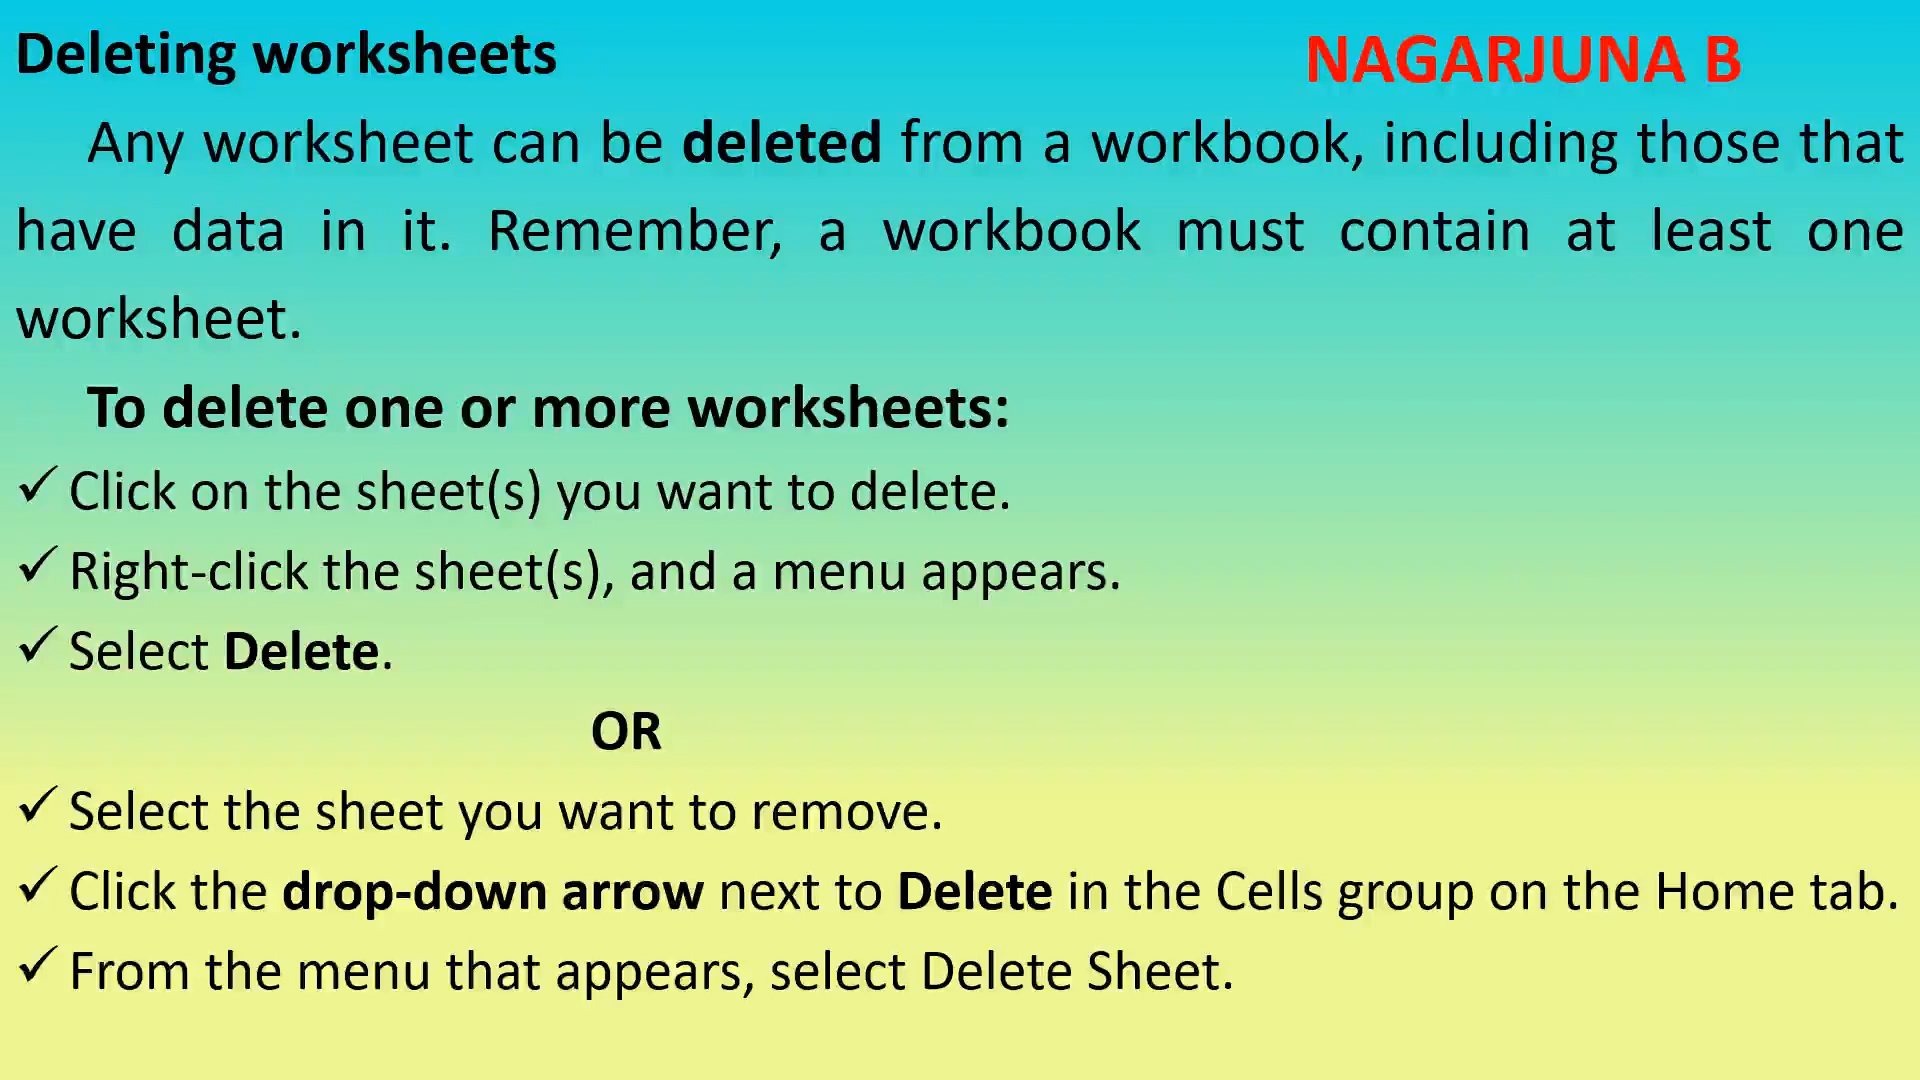 Deleting worksheets
NAGARJUNA B
Any worksheet can be deleted from a workbook, including those that
have data in it. Remember, a workbook must contain at least one
worksheet.
To delete one or more worksheets:
✓ Click on the sheet(s) you want to delete.
✓ Right-click the sheet(s), and a menu appears.
✓ Select Delete.
OR
✓ Select the sheet you want to remove.
✓ Click the drop-down arrow next to Delete in the Cells group on the Home tab.
✓ From the menu that appears, select Delete Sheet.